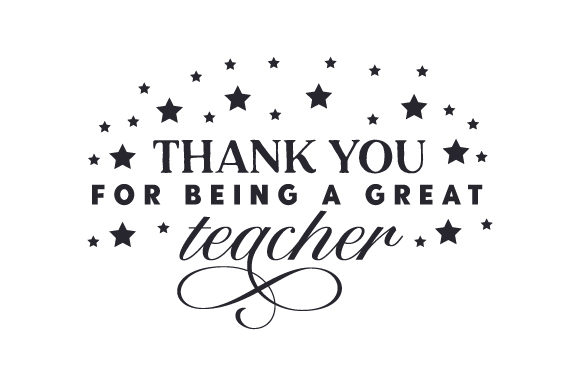 THANK YOU
FOR BEING A GREAT
teacher